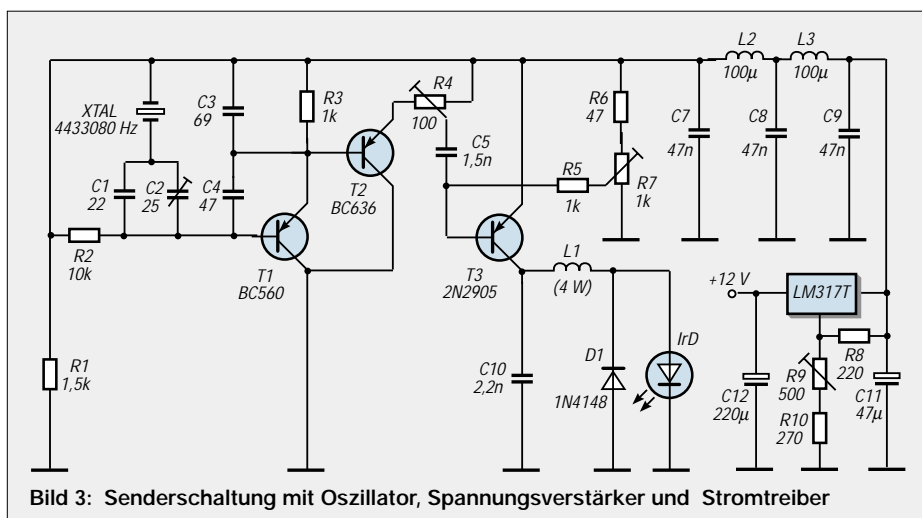 L2
100µ
L3
100µ
XTAL
4433080 Hz
C3
69
R3
1k
R4
100
C5
1,5n
R6
47
C7
47n
C8
47n
C9
47n
C1
22
C2
25
C4
47
T2
BC636
R5
1k
R7
1k
R2
10k
T1
BC560
T3
2N2905
L1
(4 W)
+12 V
LM317T
R1
1,5k
C10
2,2n
D1
1N4148
IrD
R8
220
R9
500
C12
220µ
C11
47µ
R10
270
Bild 3: Senderschaltung mit Oszillator, Spannungsverstärker und Stromtreiber